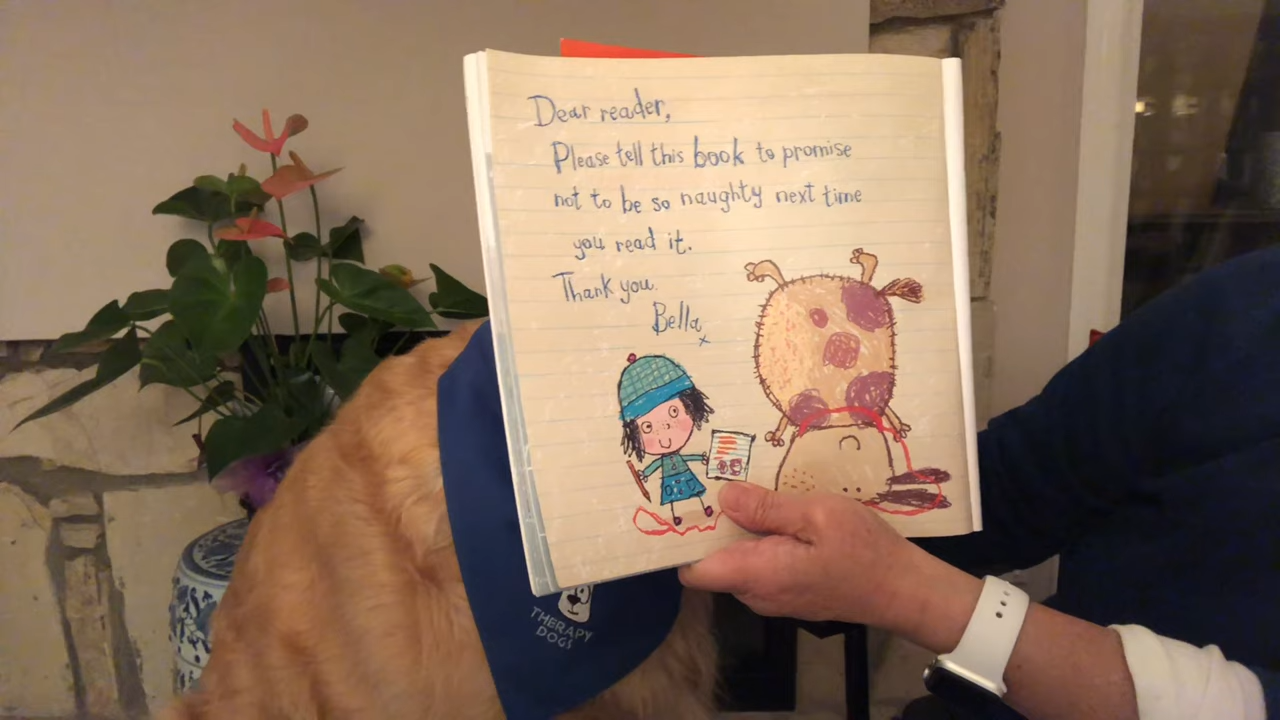 Dear reader,
Please tell this book to promise
not to be so naughty next time
you read it.
Thank you.
Bella
x
THERAPY
DOGS